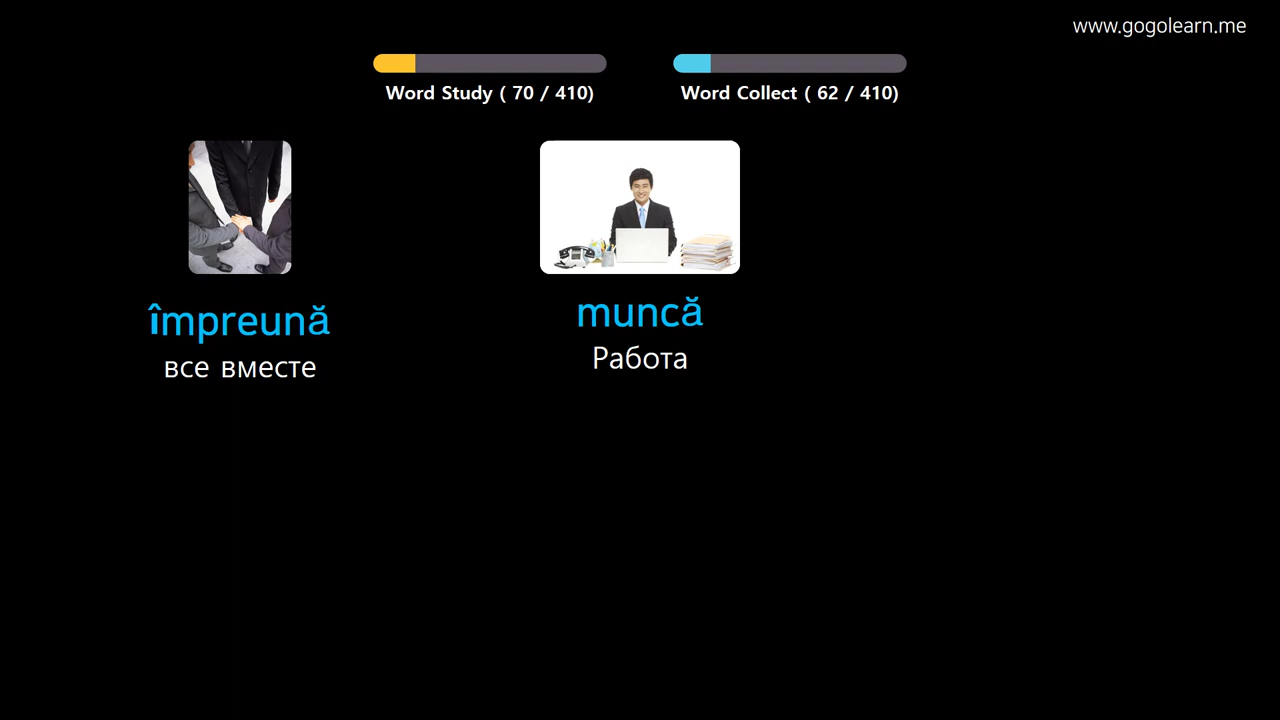 www.gogolearn.me
Word Study ( 70 / 410)
Word Collect ( 62 / 410)
împreună
все вместе
muncă
Работа